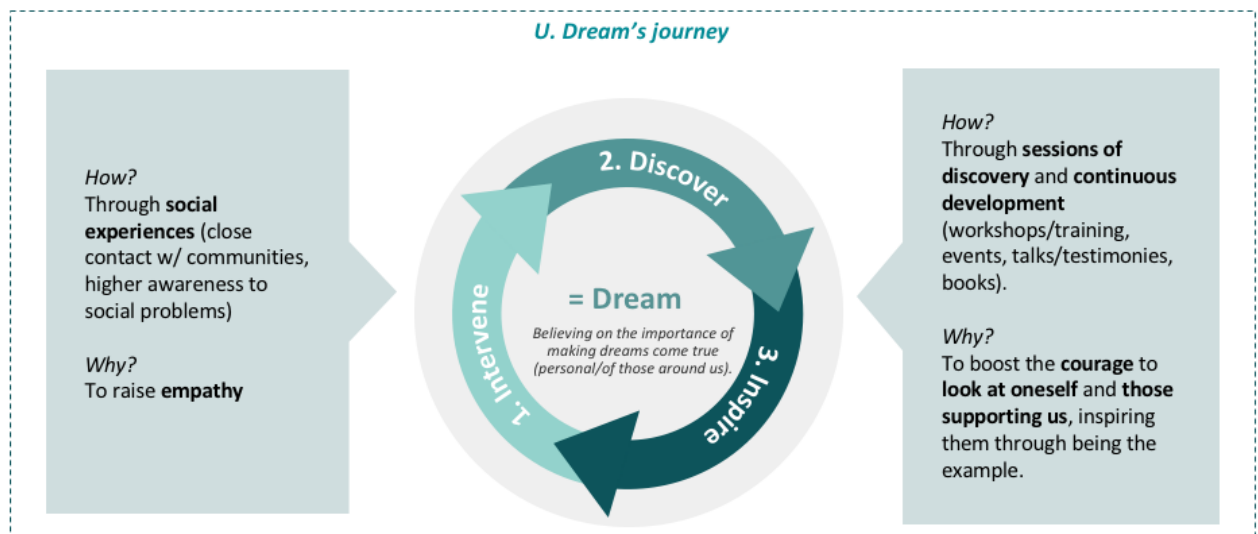 U. Dream's journey
How?
Through social
experiences (close
contact w/ communities,
higher awareness to
social problems)
Why?
To raise empathy
1. Intervene
2. Discover
3. Inspire
= Dream
Believing on the importance of
making dreams come true
(personal/of those around us).
How?
Through sessions of
discovery and continuous
development
(workshops/training,
events, talks/testimonies,
books).
Why?
To boost the courage to
look at oneself and those
supporting us, inspiring
them through being the
example.